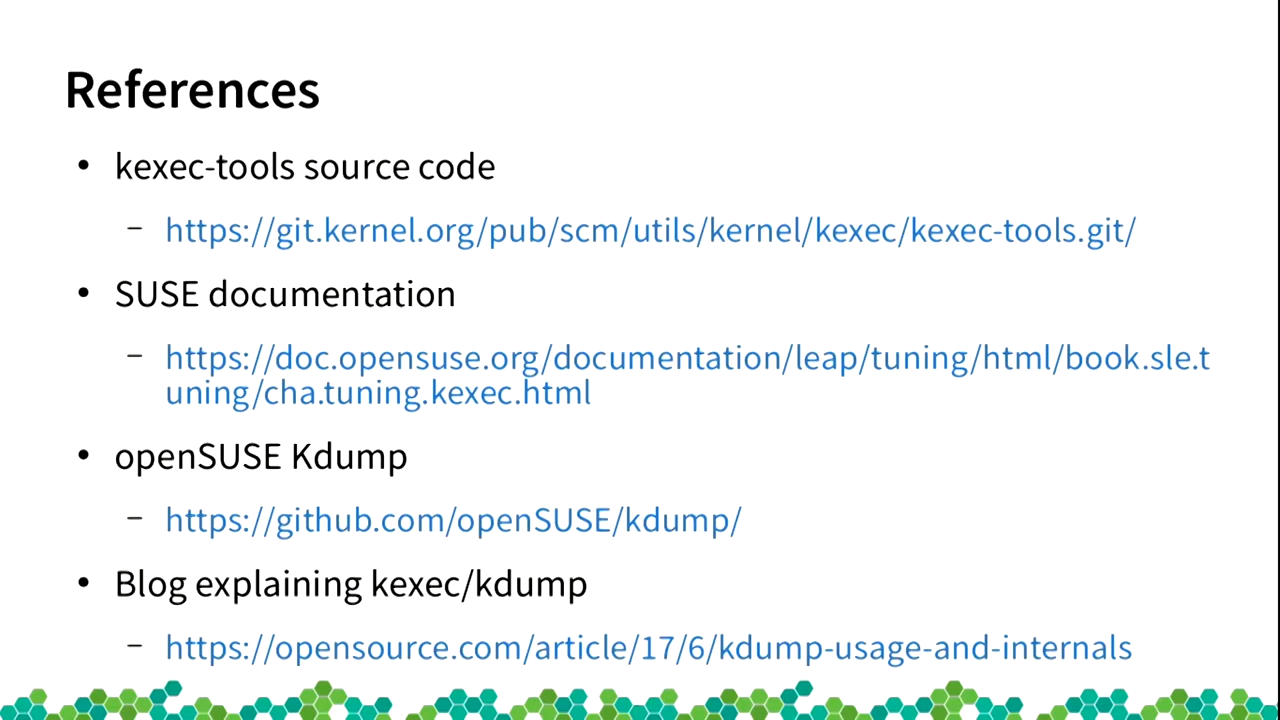 References
• kexec-tools source code
– https://git.kernel.org/pub/scm/utils/kernel/kexec/kexec-tools.git/
• SUSE documentation
– https://doc.opensuse.org/documentation/leap/tuning/html/book.sle.t
uning/cha.tuning.kexec.html
• openSUSE Kdump
– https://github.com/openSUSE/kdump/
• Blog explaining kexec/kdump
– https://opensource.com/article/17/6/kdump-usage-and-internals